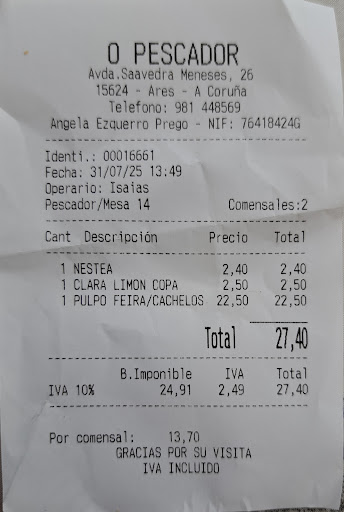 O PESCADOR
Avda.Saavedra Meneses, 26
15624 - Ares - A Coruña
Telefono: 981 448569
Angela Ezquerro Prego - NIF: 76418424G
Identi.: 00016661
Fecha: 31/07/25 13:49
Operario: Isaias
Pescador/Mesa 14 Comensales:2
Cant Descripción Precio Total
1 NESTEA 2,40 2,40
1 CLARA LIMON COPA 2,50 2,50
1 PULPO FEIRA/CACHELOS 22,50 22,50
Total 27,40
B.Imponible IVA Total
IVA 10% 24,91 2,49 27,40
Por comensal: 13,70
GRACIAS POR SU VISITA
IVA INCLUIDO